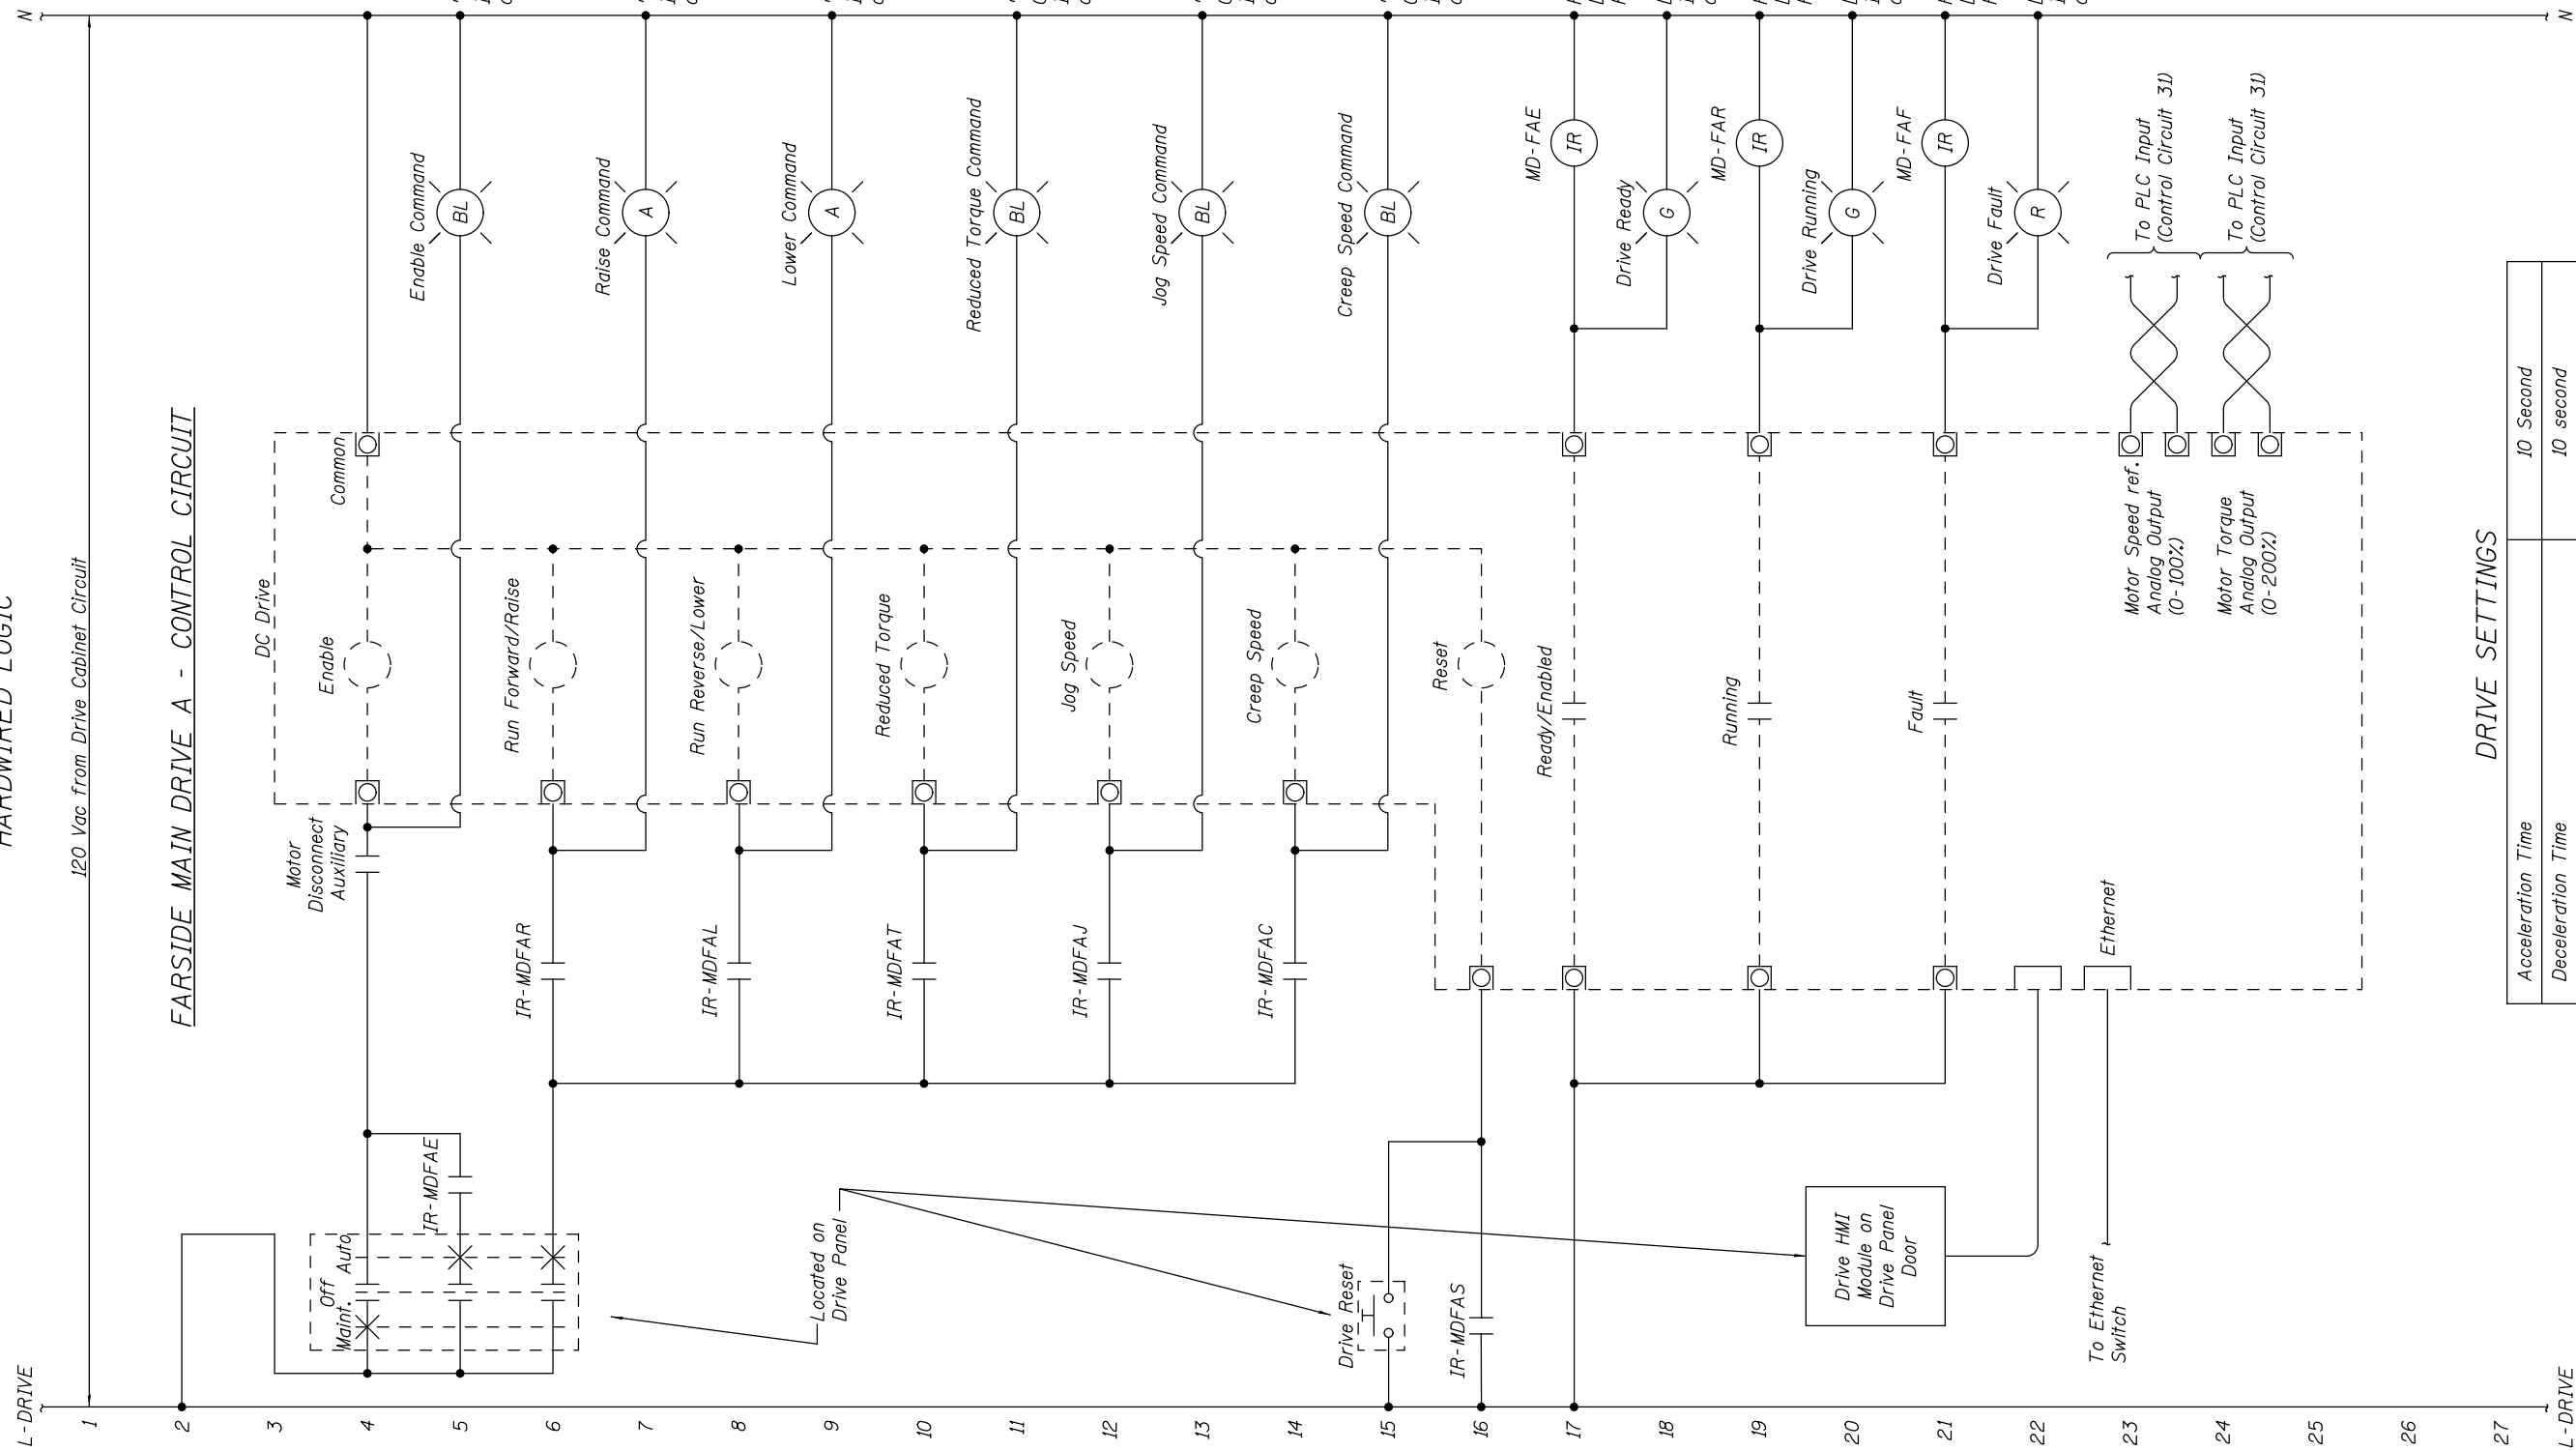 HARDWIRED LOGIC
L-DRIVE
N
1
120 Vac from Drive Cabinet Circuit
2
FARSIDE MAIN DRIVE A - CONTROL CIRCUIT
3
DC Drive
4
Maint.
Off
Auto
Motor
Disconnect
Auxiliary
Enable
Common
5
IR-MDFAE
Enable Command
BL
6
IR-MDFAR
Run Forward/Raise
7
Raise Command
A
8
IR-MDFAL
Run Reverse/Lower
9
Located on
Drive Panel
Lower Command
A
10
IR-MDFAT
Reduced Torque
11
Reduced Torque Command
BL
12
IR-MDFAJ
Jog Speed
13
Jog Speed Command
BL
14
IR-MDFAC
Creep Speed
15
Drive Reset
Creep Speed Command
BL
16
IR-MDFAS
Reset
17
Ready/Enabled
MD-FAE
IR
18
Drive Ready
G
19
Running
MD-FAR
IR
20
Drive HMI
Module on
Drive Panel
Door
Drive Running
G
21
Fault
MD-FAF
IR
22
Drive Fault
R
23
To Ethernet
Switch
Ethernet
Motor Speed ref.
Analog Output
(0-100%)
To PLC Input
(Control Circuit 31)
24
Motor Torque
Analog Output
(0-200%)
To PLC Input
(Control Circuit 31)
25
26
27
DRIVE SETTINGS
Acceleration Time
10 Second
Deceleration Time
10 second
L-DRIVE
N